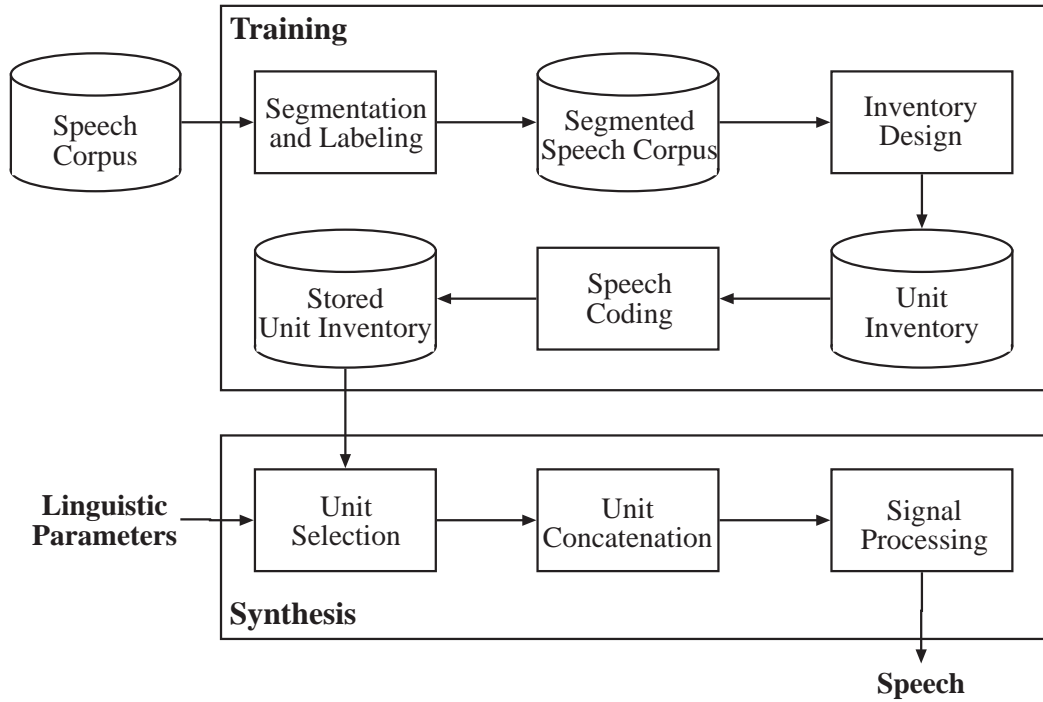 Training
Speech
Corpus
Segmentation
and Labeling
Segmented
Speech Corpus
Inventory
Design
Stored
Unit Inventory
Speech
Coding
Unit
Inventory
Linguistic
Parameters
Unit
Selection
Unit
Concatenation
Signal
Processing
Synthesis
Speech